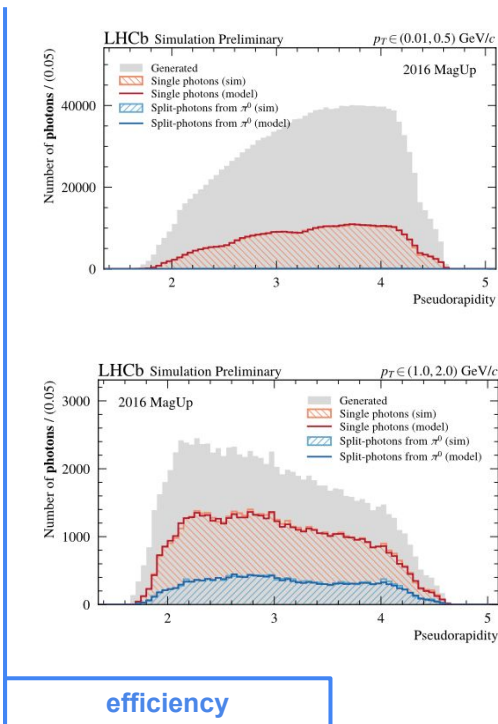 LHCb Simulation Preliminary p_T ∈ (0.01, 0.5) GeV/c
Generated
Single photons (sim)
Single photons (model)
Split-photons from π⁰ (sim)
Split-photons from π⁰ (model)
2016 MagUp
Number of photons / (0.05)
40000
20000
0
2 3 4 5
Pseudorapidity
LHCb Simulation Preliminary p_T ∈ (1.0, 2.0) GeV/c
2016 MagUp
Generated
Single photons (sim)
Single photons (model)
Split-photons from π⁰ (sim)
Split-photons from π⁰ (model)
Number of photons / (0.05)
3000
2000
1000
0
2 3 4 5
Pseudorapidity
efficiency